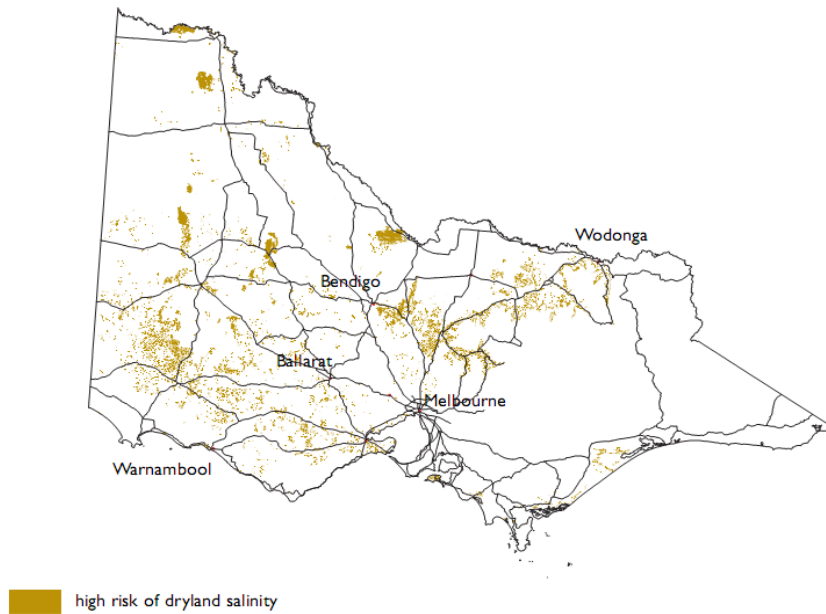 Wodonga
Bendigo
Ballarat
Melbourne
Warnambool
high risk of dryland salinity